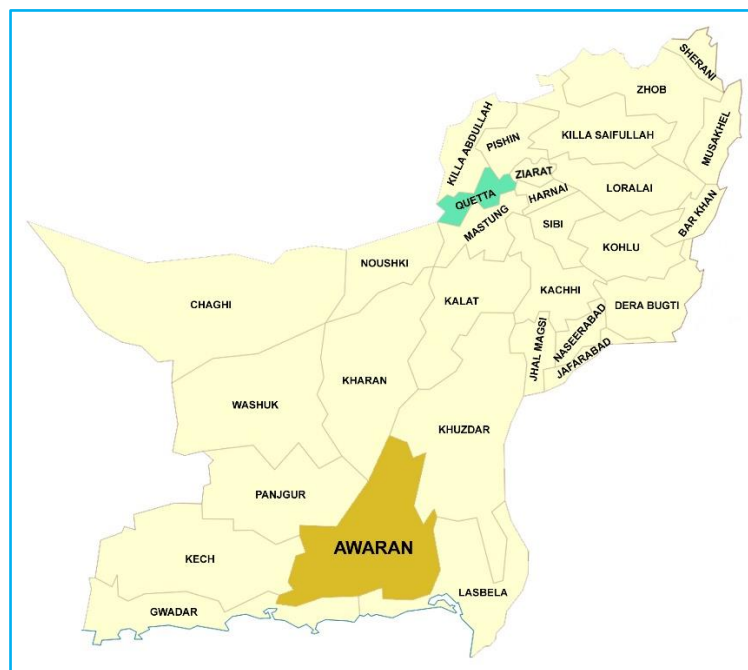 SHERANI
ZHOB
MUSAKHEL
KILLA ABDULLAH
PISHIN
KILLA SAIFULLAH
ZIARAT
QUETTA
HARNAI
LORALAI
BAR KHAN
MASTUNG
SIBI
KOHLU
NOUSHKI
CHAGHI
KALAT
KACHHI
DERA BUGTI
NASEERABAD
JHAL MAGSI
JAFARABAD
KHARAN
WASHUK
KHUZDAR
PANJGUR
AWARAN
KECH
LASBELA
GWADAR